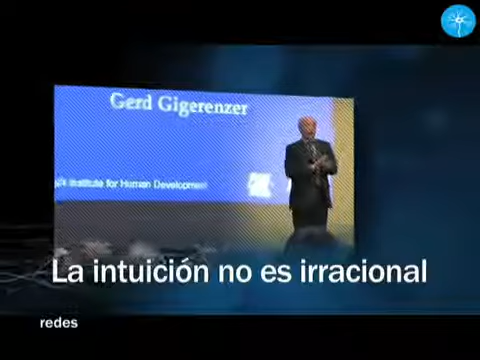 Gerd Gigerenzer
Institute for Human Development
La intuición no es irracional
redes